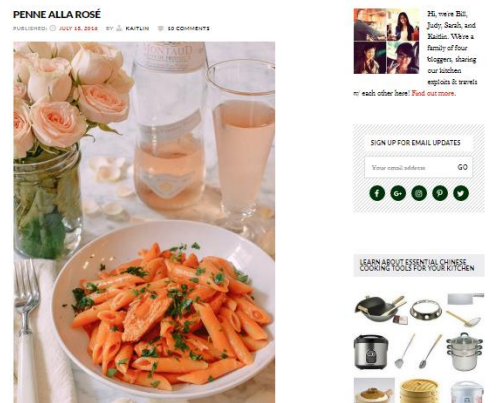 PENNE ALLA ROSÉ
PUBLISHED: JULY 15, 2016 BY KAITLIN 10 COMMENTS
MONTAUD
Hi, we're Bill,
Judy, Sarah, and
Kaitlin. We're a
family of four
bloggers, sharing
our kitchen
exploits & travels
w/ each other here! Find out more.
SIGN UP FOR EMAIL UPDATES
Your email address GO
LEARN ABOUT ESSENTIAL CHINESE
COOKING TOOLS FOR YOUR KITCHEN